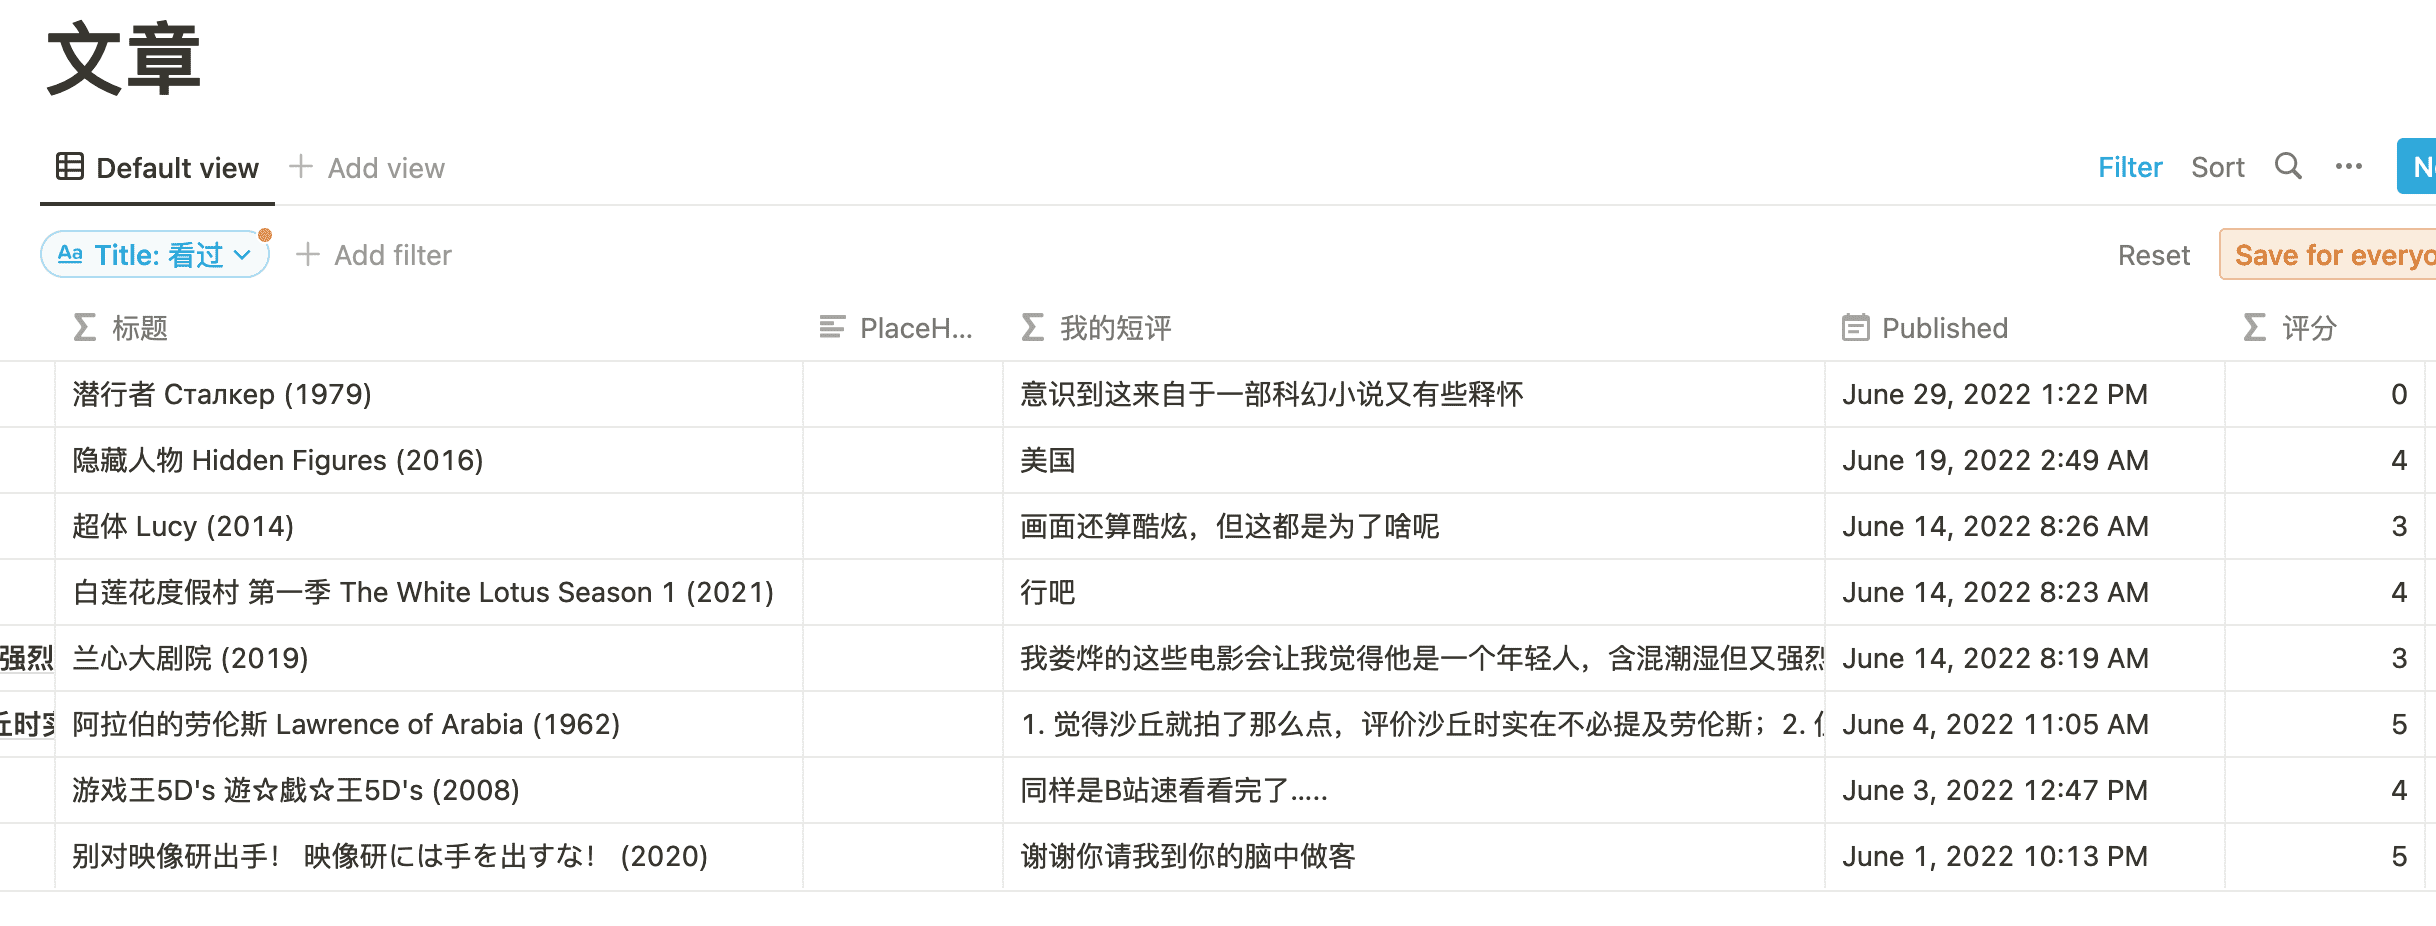 文章
Default view + Add view Filter Sort
Aa Title: 看过 + Add filter Reset Save for
标题 PlaceH... 我的短评 Published 评分
潜行者 Сталкер (1979) 意识到这来自于一部科幻小说又有些释怀 June 29, 2022 1:22 PM 0
隐藏人物 Hidden Figures (2016) 美国 June 19, 2022 2:49 AM 4
超体 Lucy (2014) 画面还算酷炫，但这都是为了啥呢 June 14, 2022 8:26 AM 3
白莲花度假村 第一季 The White Lotus Season 1 (2021) 行吧 June 14, 2022 8:23 AM 4
强烈 兰心大剧院 (2019) 我娄烨的这些电影会让我觉得他是一个年轻人，含混潮湿但又强烈 June 14, 2022 8:19 AM 3
丘时实 阿拉伯的劳伦斯 Lawrence of Arabia (1962) 1. 觉得沙丘就拍了那么点，评价沙丘时实在不必提及劳伦斯；2. June 4, 2022 11:05 AM 5
游戏王5D's 遊☆戯☆王5D's (2008) 同样是B站速看看完了..... June 3, 2022 12:47 PM 4
别对映像研出手！ 映像研には手を出すな！ (2020) 谢谢你请我到你的脑中做客 June 1, 2022 10:13 PM 5